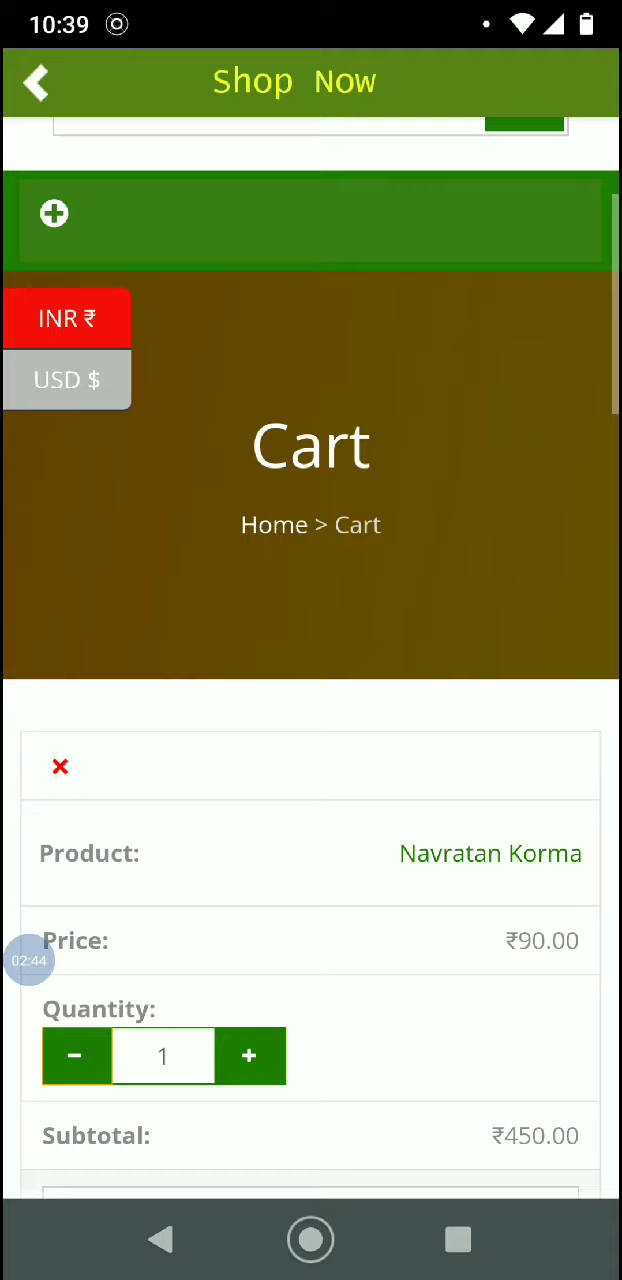 10:39
Shop Now
INR ₹
USD $
Cart
Home > Cart
Product: Navratan Korma
Price: ₹90.00
02:44
Quantity:
1
Subtotal: ₹450.00